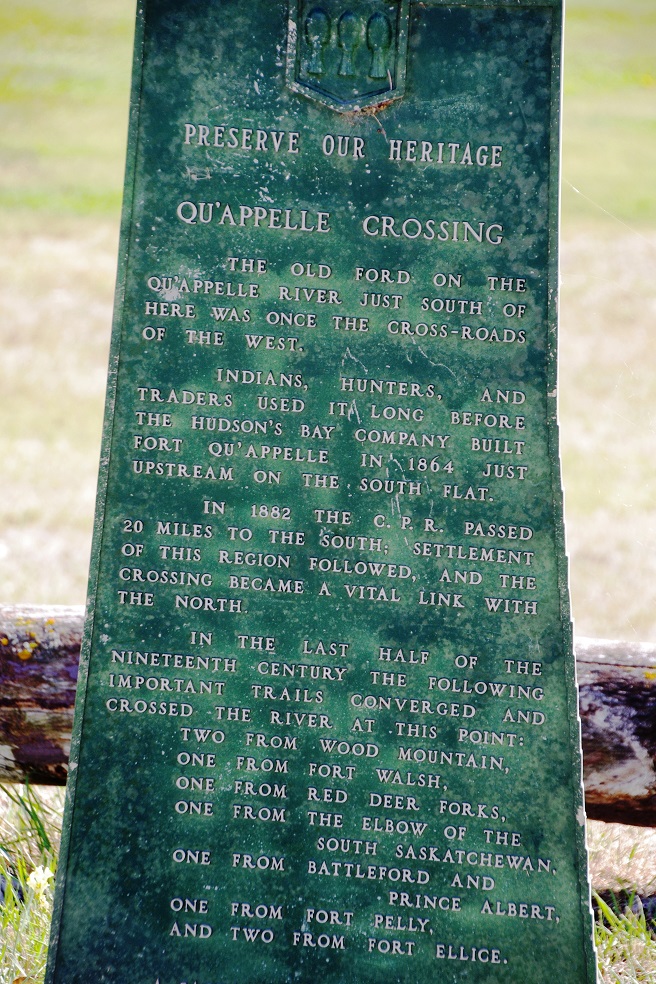 PRESERVE OUR HERITAGE
QU'APPELLE CROSSING
THE OLD FORD ON THE
QU'APPELLE RIVER JUST SOUTH OF
HERE WAS ONCE THE CROSS-ROADS
OF THE WEST.
INDIANS, HUNTERS, AND
TRADERS USED IT LONG BEFORE
THE HUDSON'S BAY COMPANY BUILT
FORT QU'APPELLE IN 1864 JUST
UPSTREAM ON THE SOUTH FLAT.
IN 1882 THE C. P. R. PASSED
20 MILES TO THE SOUTH; SETTLEMENT
OF THIS REGION FOLLOWED, AND THE
CROSSING BECAME A VITAL LINK WITH
THE NORTH.
IN THE LAST HALF OF THE
NINETEENTH CENTURY THE FOLLOWING
IMPORTANT TRAILS CONVERGED AND
CROSSED THE RIVER AT THIS POINT:
TWO FROM WOOD MOUNTAIN,
ONE FROM FORT WALSH,
ONE FROM RED DEER FORKS,
ONE FROM THE ELBOW OF THE
SOUTH SASKATCHEWAN,
ONE FROM BATTLEFORD AND
PRINCE ALBERT,
ONE FROM FORT PELLY,
AND TWO FROM FORT ELLICE.